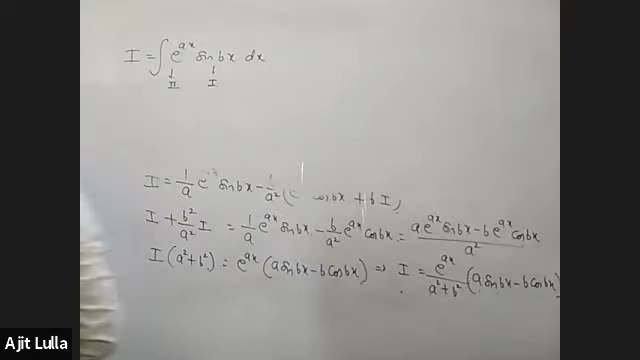 I = ∫ e^{ax} sin bx dx
↓ ↓
II I
I = 1/a e sin bx - 1/a² ( cos bx + b I )
I + b²/a² I = 1/a e^{ax} sin bx - b/a² e^{ax} cos bx = (a e^{ax} sin bx - b e^{ax} cos bx)/a²
I (a² + b²) = e^{ax} (a sin bx - b cos bx) ⇒ I = e^{ax}/(a² + b²) (a sin bx - b cos bx)
Ajit Lulla